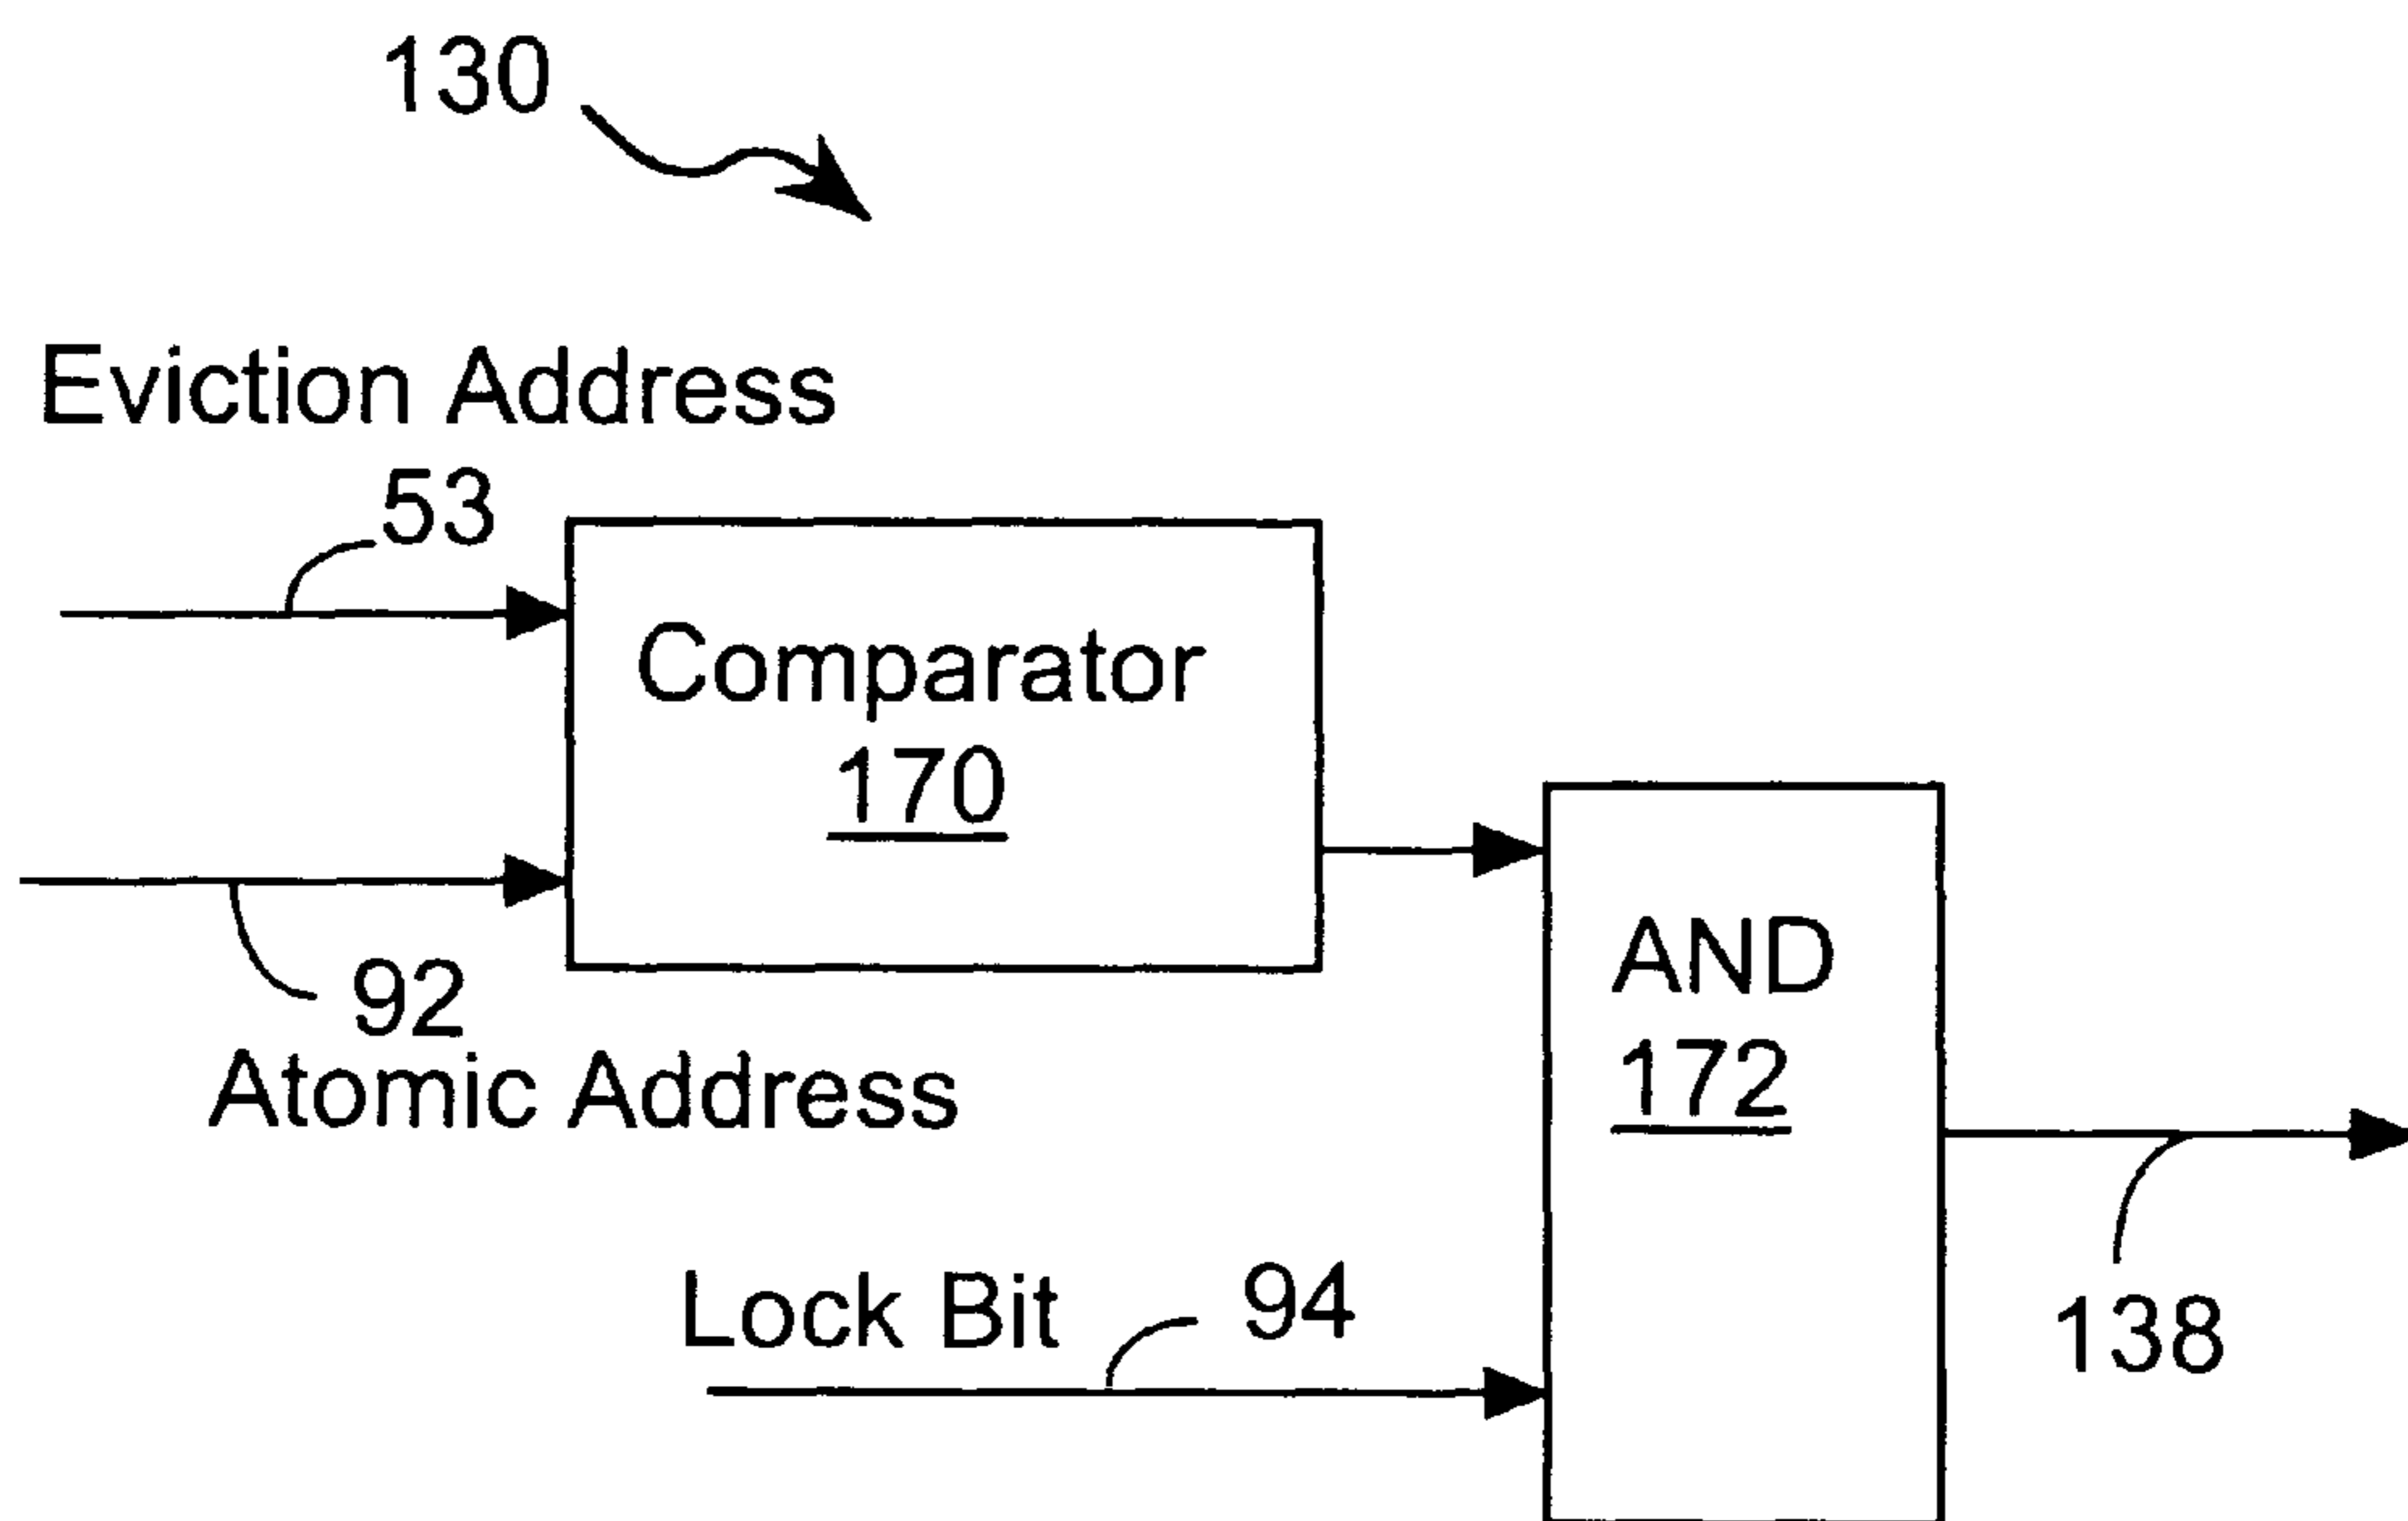 130
Eviction Address
53
Comparator
170
92
Atomic Address
AND
172
Lock Bit 94
138